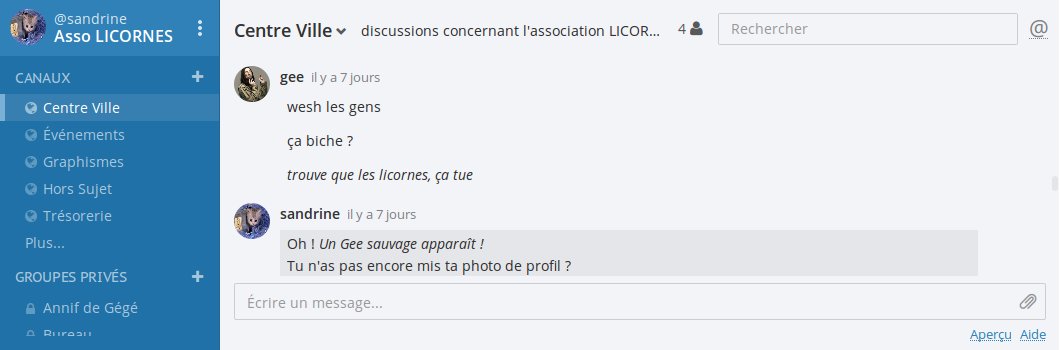 @sandrine
Asso LICORNES
CANAUX +
Centre Ville
Événements
Graphismes
Hors Sujet
Trésorerie
Plus...
GROUPES PRIVÉS +
Annif de Gégé
Bureau
Centre Ville
discussions concernant l'association LICOR...
4
Rechercher
@
gee il y a 7 jours
wesh les gens
ça biche ?
trouve que les licornes, ça tue
sandrine il y a 7 jours
Oh ! Un Gee sauvage apparaît !
Tu n'as pas encore mis ta photo de profil ?
Écrire un message...
Aperçu Aide